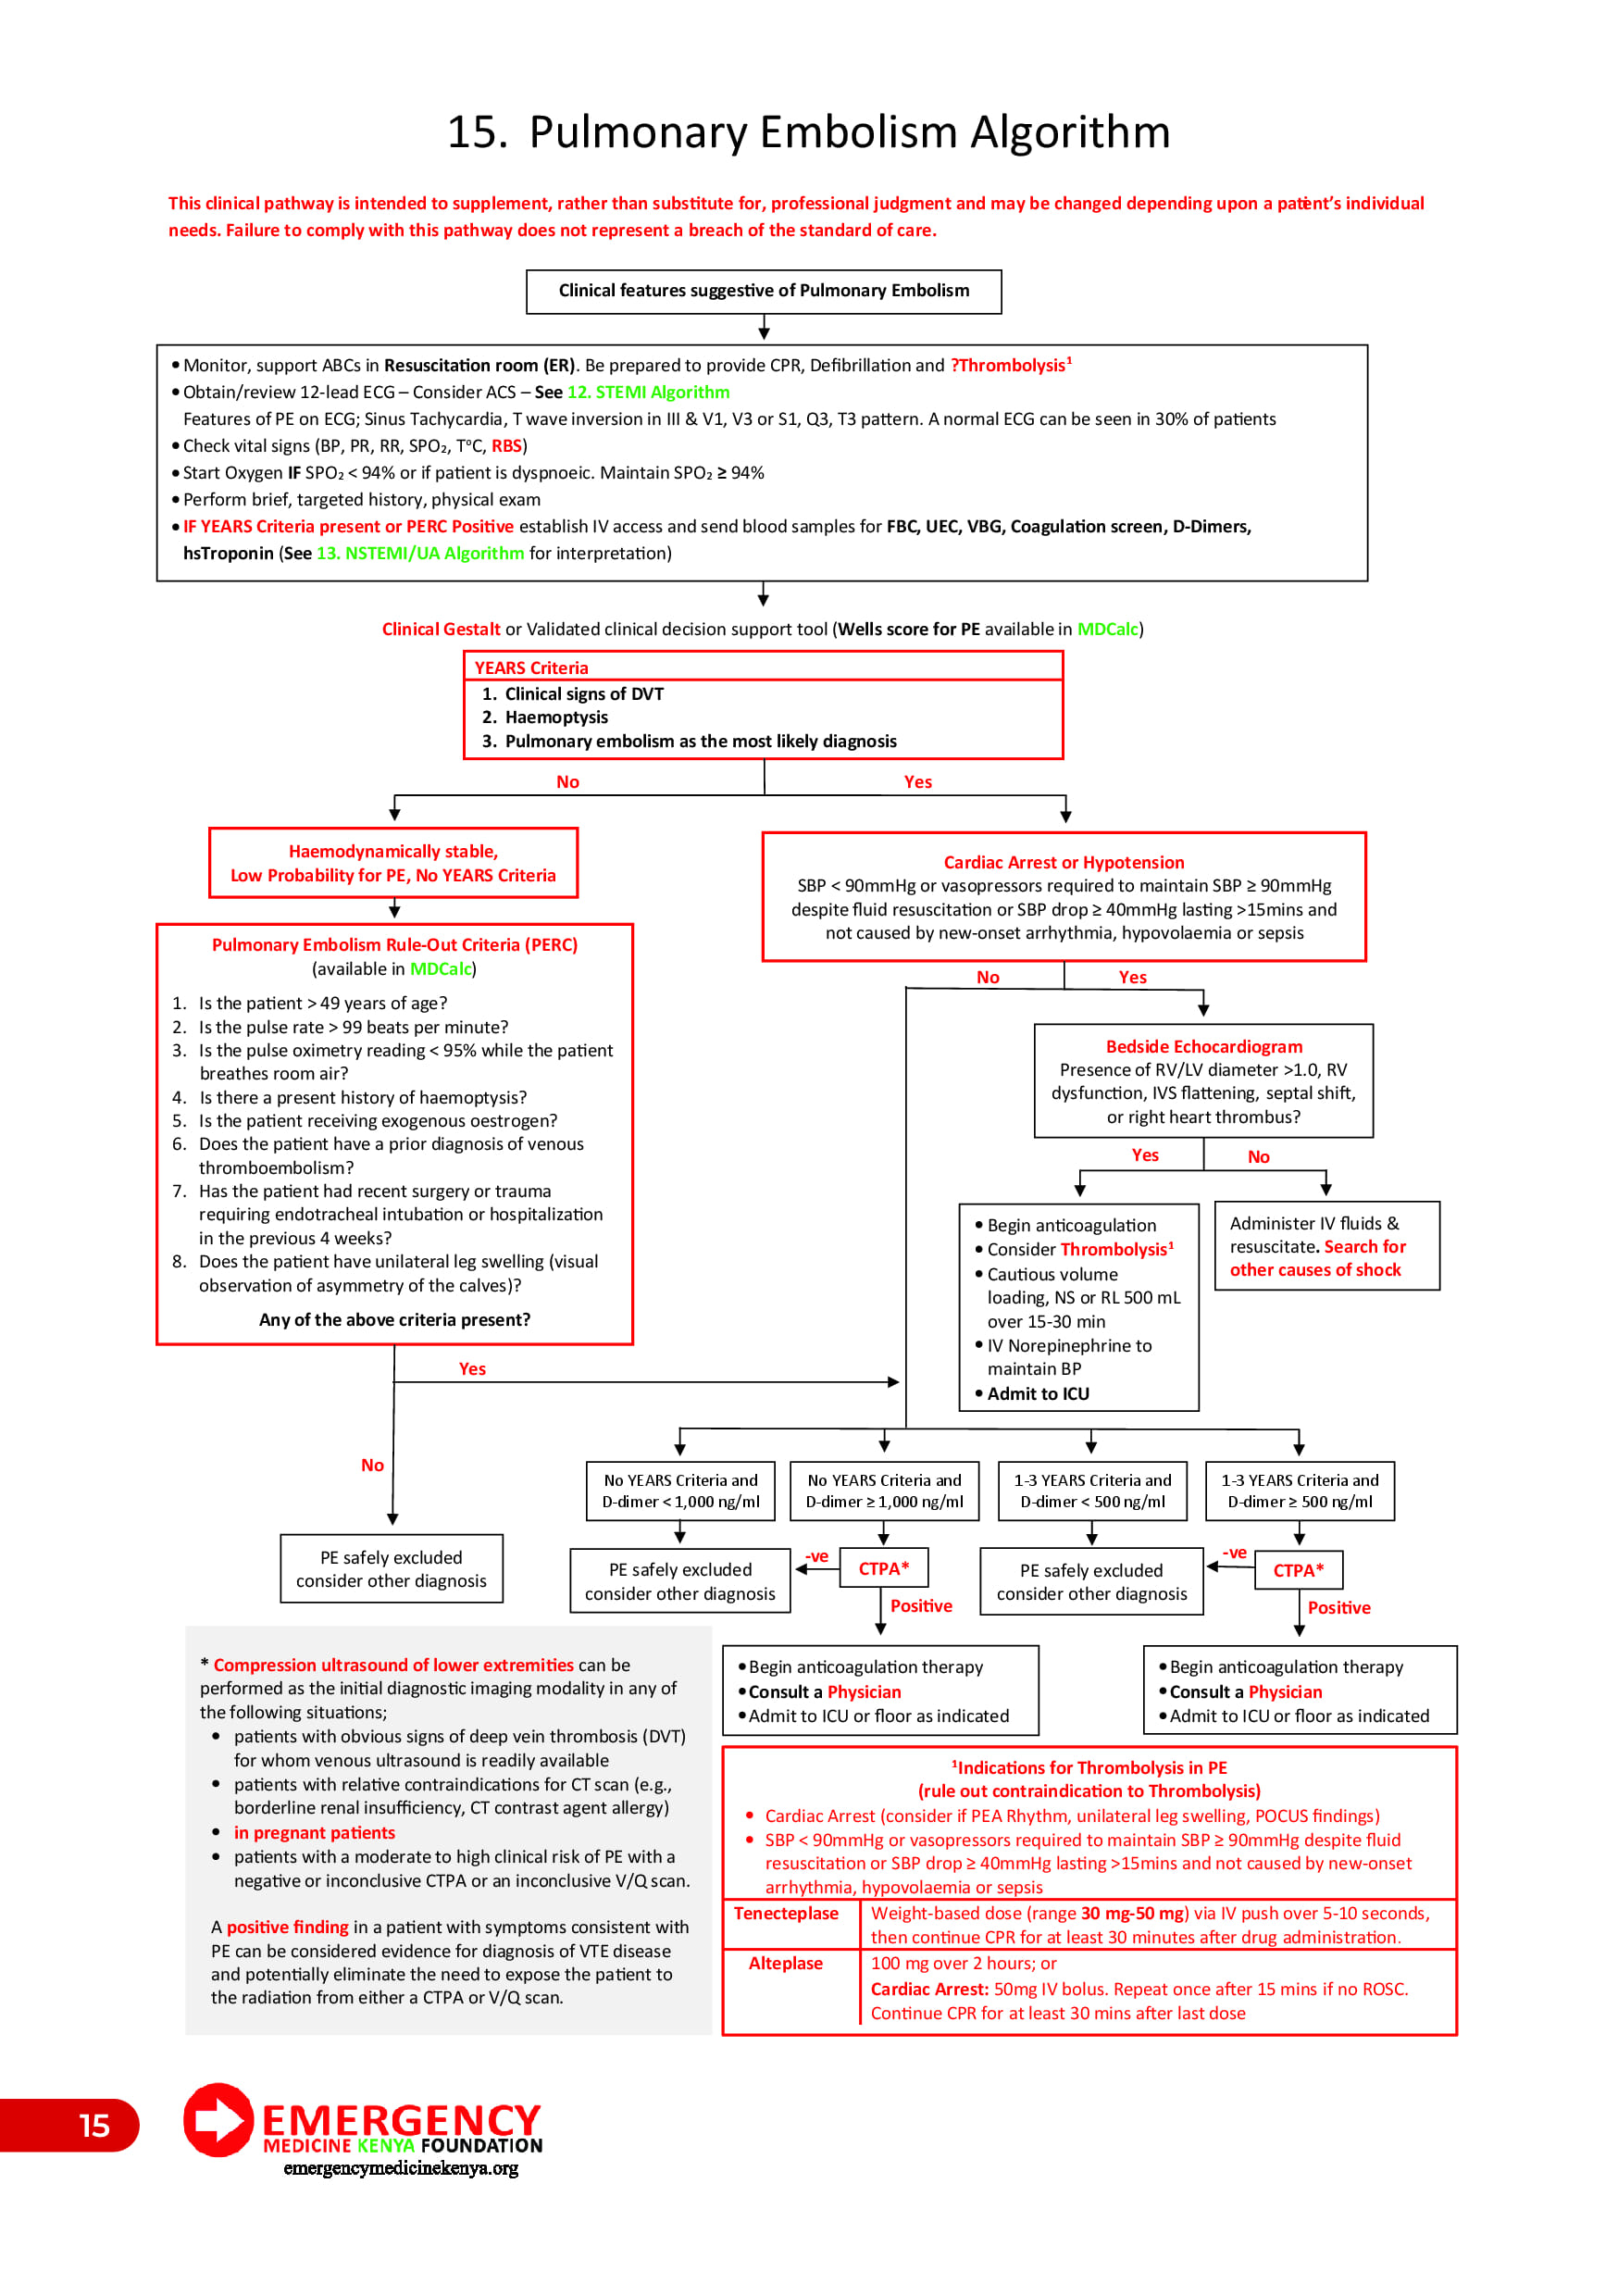 15. Pulmonary Embolism Algorithm
This clinical pathway is intended to supplement, rather than substitute for, professional judgment and may be changed depending upon a patient's individual
needs. Failure to comply with this pathway does not represent a breach of the standard of care.
Clinical features suggestive of Pulmonary Embolism
• Monitor, support ABCs in Resuscitation room (ER). Be prepared to provide CPR, Defibrillation and ?Thrombolysis¹
• Obtain/review 12-lead ECG – Consider ACS – See 12. STEMI Algorithm
Features of PE on ECG; Sinus Tachycardia, T wave inversion in III & V1, V3 or S1, Q3, T3 pattern. A normal ECG can be seen in 30% of patients
• Check vital signs (BP, PR, RR, SPO₂, TᵒC, RBS)
• Start Oxygen IF SPO₂ < 94% or if patient is dyspnoeic. Maintain SPO₂ ≥ 94%
• Perform brief, targeted history, physical exam
• IF YEARS Criteria present or PERC Positive establish IV access and send blood samples for FBC, UEC, VBG, Coagulation screen, D-Dimers,
hsTroponin (See 13. NSTEMI/UA Algorithm for interpretation)
Clinical Gestalt or Validated clinical decision support tool (Wells score for PE available in MDCalc)
YEARS Criteria
1. Clinical signs of DVT
2. Haemoptysis
3. Pulmonary embolism as the most likely diagnosis
No
Yes
Haemodynamically stable,
Low Probability for PE, No YEARS Criteria
Pulmonary Embolism Rule-Out Criteria (PERC)
(available in MDCalc)
1. Is the patient > 49 years of age?
2. Is the pulse rate > 99 beats per minute?
3. Is the pulse oximetry reading < 95% while the patient
breathes room air?
4. Is there a present history of haemoptysis?
5. Is the patient receiving exogenous oestrogen?
6. Does the patient have a prior diagnosis of venous
thromboembolism?
7. Has the patient had recent surgery or trauma
requiring endotracheal intubation or hospitalization
in the previous 4 weeks?
8. Does the patient have unilateral leg swelling (visual
observation of asymmetry of the calves)?
Any of the above criteria present?
Yes
No
PE safely excluded
consider other diagnosis
Cardiac Arrest or Hypotension
SBP < 90mmHg or vasopressors required to maintain SBP ≥ 90mmHg
despite fluid resuscitation or SBP drop ≥ 40mmHg lasting >15mins and
not caused by new-onset arrhythmia, hypovolaemia or sepsis
No
Yes
Bedside Echocardiogram
Presence of RV/LV diameter >1.0, RV
dysfunction, IVS flattening, septal shift,
or right heart thrombus?
Yes
No
• Begin anticoagulation
• Consider Thrombolysis¹
• Cautious volume
loading, NS or RL 500 mL
over 15-30 min
• IV Norepinephrine to
maintain BP
• Admit to ICU
Administer IV fluids &
resuscitate. Search for
other causes of shock
No YEARS Criteria and
D-dimer < 1,000 ng/ml
No YEARS Criteria and
D-dimer ≥ 1,000 ng/ml
1-3 YEARS Criteria and
D-dimer < 500 ng/ml
1-3 YEARS Criteria and
D-dimer ≥ 500 ng/ml
PE safely excluded
consider other diagnosis
-ve
CTPA*
Positive
PE safely excluded
consider other diagnosis
-ve
CTPA*
Positive
• Begin anticoagulation therapy
• Consult a Physician
• Admit to ICU or floor as indicated
• Begin anticoagulation therapy
• Consult a Physician
• Admit to ICU or floor as indicated
* Compression ultrasound of lower extremities can be
performed as the initial diagnostic imaging modality in any of
the following situations;
• patients with obvious signs of deep vein thrombosis (DVT)
for whom venous ultrasound is readily available
• patients with relative contraindications for CT scan (e.g.,
borderline renal insufficiency, CT contrast agent allergy)
• in pregnant patients
• patients with a moderate to high clinical risk of PE with a
negative or inconclusive CTPA or an inconclusive V/Q scan.
A positive finding in a patient with symptoms consistent with
PE can be considered evidence for diagnosis of VTE disease
and potentially eliminate the need to expose the patient to
the radiation from either a CTPA or V/Q scan.
¹Indications for Thrombolysis in PE
(rule out contraindication to Thrombolysis)
• Cardiac Arrest (consider if PEA Rhythm, unilateral leg swelling, POCUS findings)
• SBP < 90mmHg or vasopressors required to maintain SBP ≥ 90mmHg despite fluid
resuscitation or SBP drop ≥ 40mmHg lasting >15mins and not caused by new-onset
arrhythmia, hypovolaemia or sepsis
Tenecteplase
Weight-based dose (range 30 mg-50 mg) via IV push over 5-10 seconds,
then continue CPR for at least 30 minutes after drug administration.
Alteplase
100 mg over 2 hours; or
Cardiac Arrest: 50mg IV bolus. Repeat once after 15 mins if no ROSC.
Continue CPR for at least 30 mins after last dose
15
EMERGENCY
MEDICINE KENYA FOUNDATION
emergencymedicinekenya.org